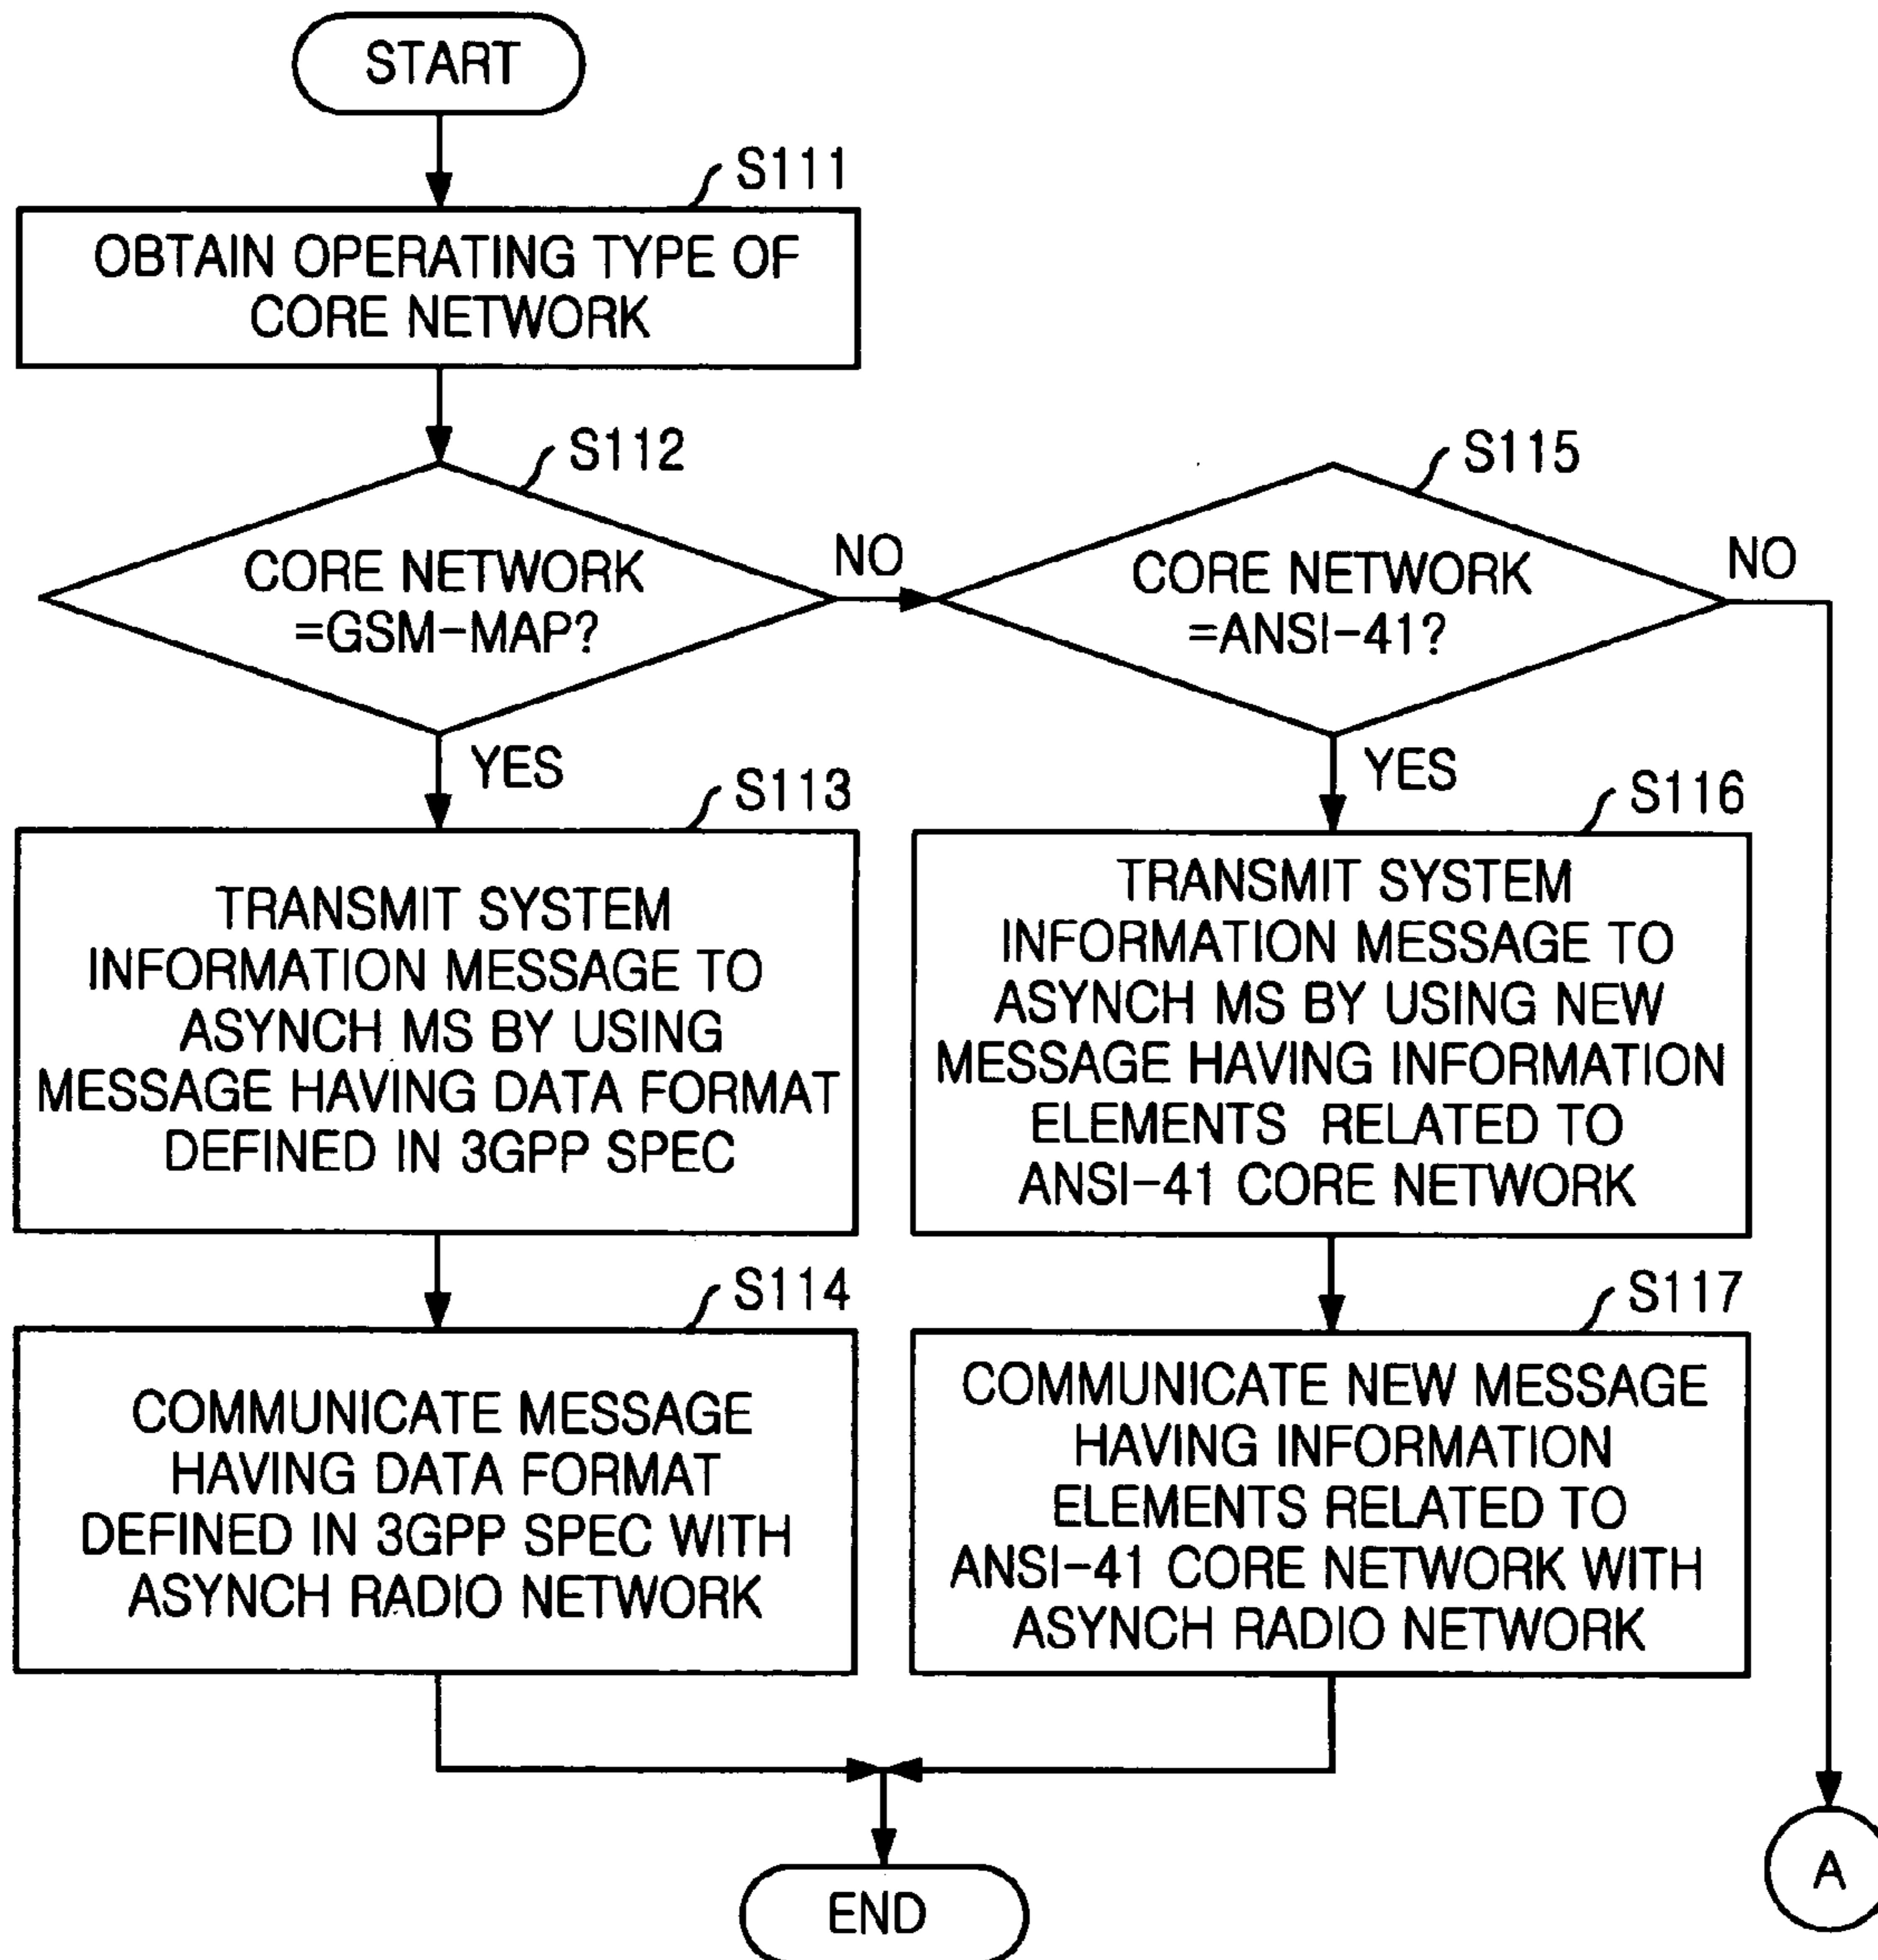 START
S111
OBTAIN OPERATING TYPE OF
CORE NETWORK
S112
CORE NETWORK
=GSM-MAP?
NO
YES
S115
CORE NETWORK
=ANSI-41?
NO
YES
S113
TRANSMIT SYSTEM
INFORMATION MESSAGE TO
ASYNCH MS BY USING
MESSAGE HAVING DATA FORMAT
DEFINED IN 3GPP SPEC
S116
TRANSMIT SYSTEM
INFORMATION MESSAGE TO
ASYNCH MS BY USING NEW
MESSAGE HAVING INFORMATION
ELEMENTS RELATED TO
ANSI-41 CORE NETWORK
S114
COMMUNICATE MESSAGE
HAVING DATA FORMAT
DEFINED IN 3GPP SPEC WITH
ASYNCH RADIO NETWORK
S117
COMMUNICATE NEW MESSAGE
HAVING INFORMATION
ELEMENTS RELATED TO
ANSI-41 CORE NETWORK WITH
ASYNCH RADIO NETWORK
END
A